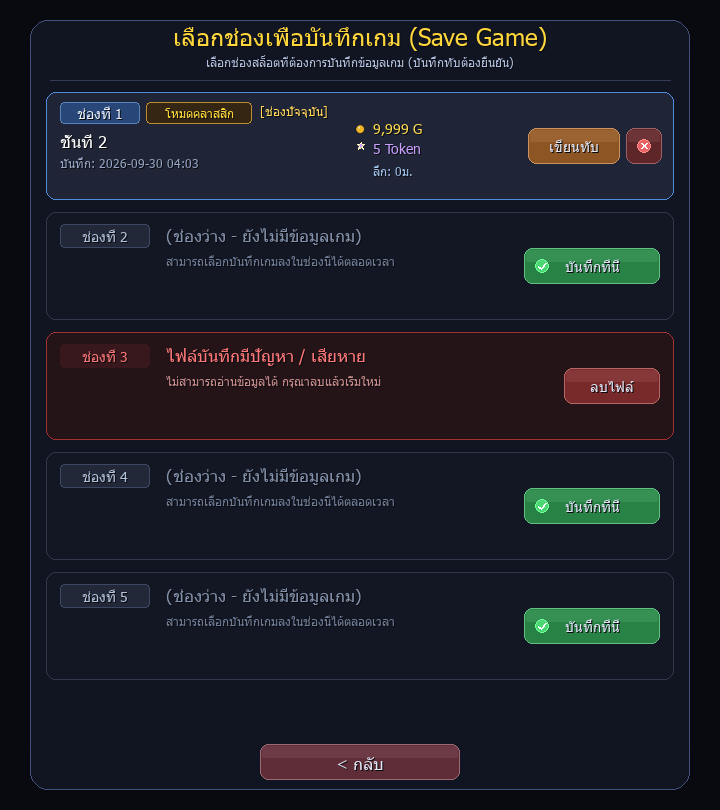 เลือกช่องเพื่อบันทึกเกม (Save Game)
เลือกช่องสล็อตที่ต้องการบันทึกข้อมูลเกม (บันทึกทับต้องยืนยัน)
ช่องที่ 1 โหมดคลาสสิก [ช่องปัจจุบัน]
ชั้นที่ 2
บันทึก: 2026-09-30 04:03
9,999 G
5 Token
ลึก: 0ม.
เขียนทับ
ช่องที่ 2 (ช่องว่าง - ยังไม่มีข้อมูลเกม)
สามารถเลือกบันทึกเกมลงในช่องนี้ได้ตลอดเวลา
บันทึกที่นี่
ช่องที่ 3 ไฟล์บันทึกมีปัญหา / เสียหาย
ไม่สามารถอ่านข้อมูลได้ กรุณาลบแล้วเริ่มใหม่
ลบไฟล์
ช่องที่ 4 (ช่องว่าง - ยังไม่มีข้อมูลเกม)
สามารถเลือกบันทึกเกมลงในช่องนี้ได้ตลอดเวลา
บันทึกที่นี่
ช่องที่ 5 (ช่องว่าง - ยังไม่มีข้อมูลเกม)
สามารถเลือกบันทึกเกมลงในช่องนี้ได้ตลอดเวลา
บันทึกที่นี่
< กลับ